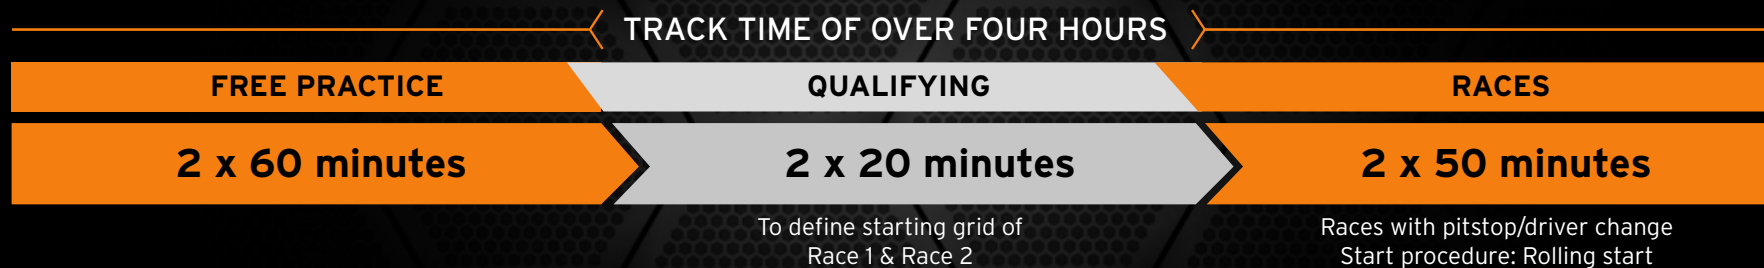 TRACK TIME OF OVER FOUR HOURS
FREE PRACTICE
QUALIFYING
RACES
2 x 60 minutes
2 x 20 minutes
2 x 50 minutes
To define starting grid of
Race 1 & Race 2
Races with pitstop/driver change
Start procedure: Rolling start